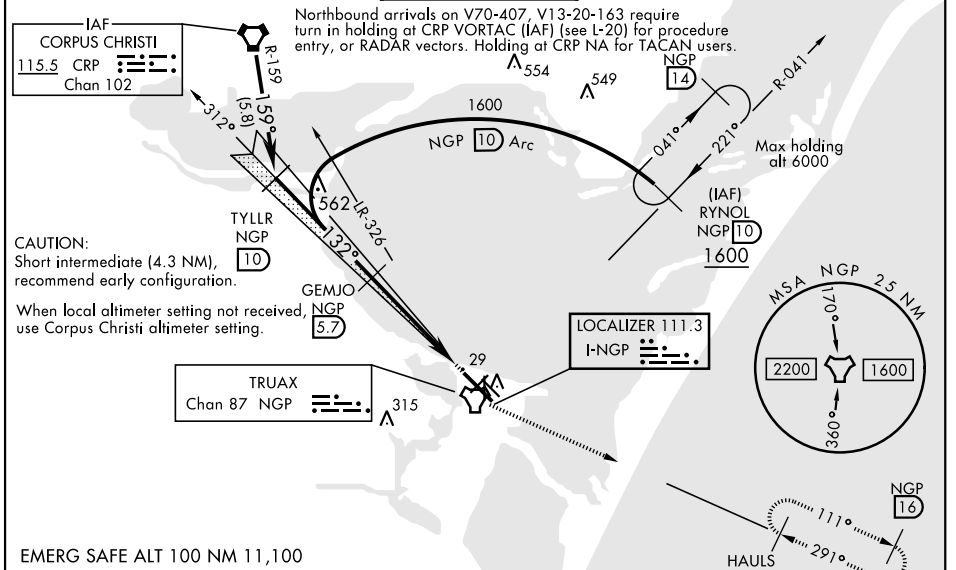 Northbound arrivals on V70-407, V13-20-163 require
turn in holding at CRP VORTAC (IAF) (see L-20) for procedure
entry, or RADAR vectors. Holding at CRP NA for TACAN users.
IAF
CORPUS CHRISTI
115.5 CRP
Chan 102
R-159
159°
(5.8)
312°
554
549
NGP
14
R-041
041°
221°
Max holding
alt 6000
1600
NGP 10 Arc
(IAF)
RYNOL
NGP 10
1600
562
LR-326
132°
TYLLR
NGP
10
CAUTION:
Short intermediate (4.3 NM),
recommend early configuration.
When local altimeter setting not received,
use Corpus Christi altimeter setting.
GEMJO
NGP
5.7
LOCALIZER 111.3
I-NGP
29
TRUAX
Chan 87 NGP
315
MSA NGP 25 NM
170°
2200
1600
360°
NGP
16
111°
291°
HAULS
EMERG SAFE ALT 100 NM 11,100